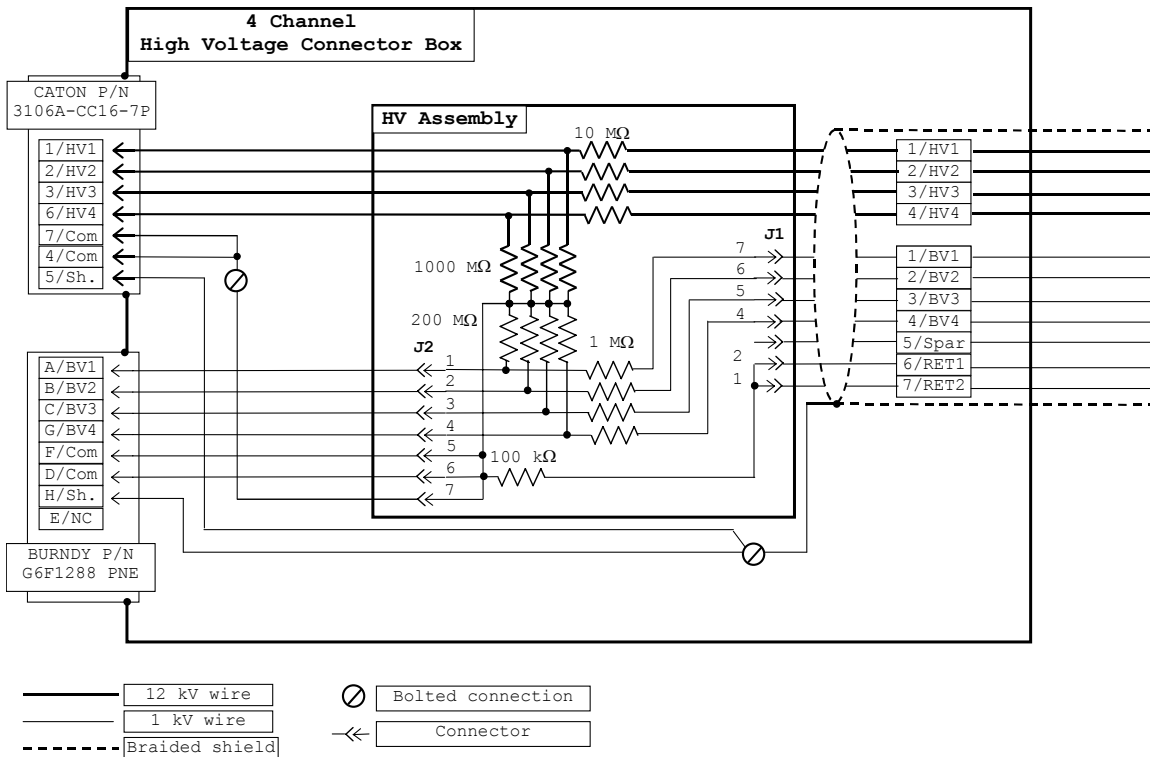 4 Channel
High Voltage Connector Box
CATON P/N
3106A-CC16-7P
1/HV1
2/HV2
3/HV3
6/HV4
7/Com
4/Com
5/Sh.
HV Assembly
10 MΩ
1000 MΩ
200 MΩ
1 MΩ
100 kΩ
J1
7
6
5
4
2
1
J2
1
2
3
4
5
6
7
1/HV1
2/HV2
3/HV3
4/HV4
1/BV1
2/BV2
3/BV3
4/BV4
5/Spar
6/RET1
7/RET2
A/BV1
B/BV2
C/BV3
G/BV4
F/Com
D/Com
H/Sh.
E/NC
BURNDY P/N
G6F1288 PNE
12 kV wire
1 kV wire
Braided shield
Bolted connection
Connector